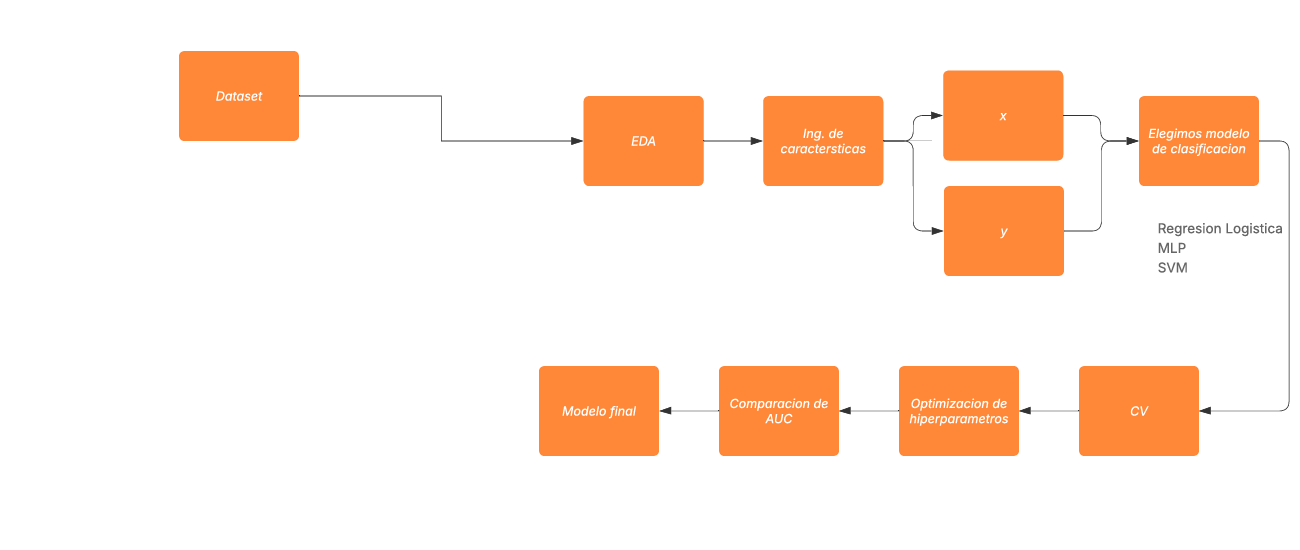 Dataset
EDA
Ing. de
caractersticas
x
y
Elegimos modelo
de clasificacion
Regresion Logistica
MLP
SVM
CV
Optimizacion de
hiperparametros
Comparacion de
AUC
Modelo final